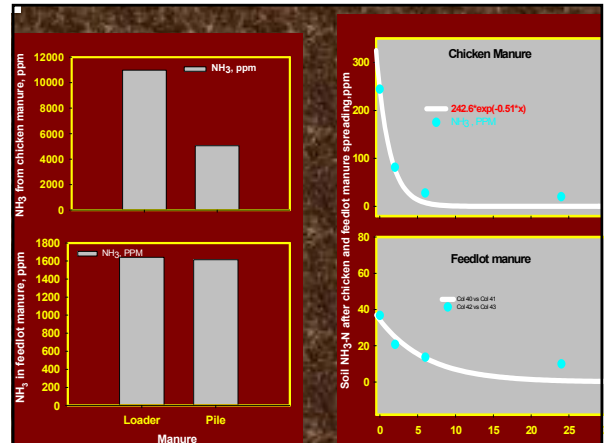 NH3 from chicken manure, ppm
12000
10000
8000
6000
4000
2000
0
NH3, ppm
NH3 in feedlot manure, ppm
1800
1600
1400
1200
1000
800
600
400
200
0
NH3, PPM
Loader Pile
Manure
Soil NH3-N after chicken and feedlot manure spreading,ppm
Chicken Manure
300
200
100
0
242.6*exp(-0.51*x)
NH3, PPM
Feedlot manure
80
60
40
20
0
Col 40 vs Col 41
Col 42 vs Col 43
0 5 10 15 20 25